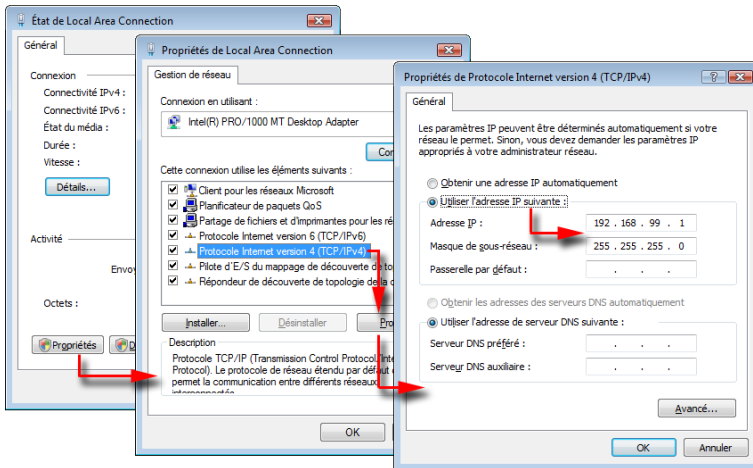 État de Local Area Connection
Général
Connexion
Connectivité IPv4 :
Connectivité IPv6 :
État du média :
Durée :
Vitesse :
Détails...
Activité
Octets :
Propriétés
Propriétés de Local Area Connection
Gestion de réseau
Connexion en utilisant :
Intel(R) PRO/1000 MT Desktop Adapter
Cette connexion utilise les éléments suivants :
Client pour les réseaux Microsoft
Planificateur de paquets QoS
Partage de fichiers et d'imprimantes pour les
Protocole Internet version 6 (TCP/IPv6)
Protocole Internet version 4 (TCP/IPv4)
Pilote d'E/S du mappage de découverte de
Répondeur de découverte de topologie de la
Installer...
Désinstaller
Description
Protocole TCP/IP (Transmission Control Protocol/
Protocol). Le protocole de réseau étendu par défaut
permet la communication entre différents réseaux
OK
Propriétés de Protocole Internet version 4 (TCP/IPv4)
Général
Les paramètres IP peuvent être déterminés automatiquement si votre
réseau le permet. Sinon, vous devez demander les paramètres IP
appropriés à votre administrateur réseau.
Obtenir une adresse IP automatiquement
Utiliser l'adresse IP suivante :
Adresse IP : 192 . 168 . 99 . 1
Masque de sous-réseau : 255 . 255 . 255 . 0
Passerelle par défaut : . . .
Obtenir les adresses des serveurs DNS automatiquement
Utiliser l'adresse de serveur DNS suivante :
Serveur DNS préféré : . . .
Serveur DNS auxiliaire : . . .
Avancé...
OK
Annuler